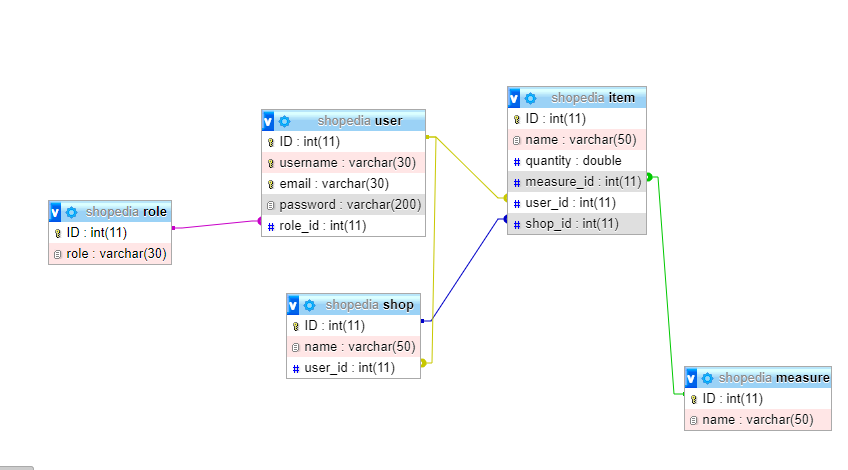 shopedia role
ID : int(11)
role : varchar(30)
shopedia user
ID : int(11)
username : varchar(30)
email : varchar(30)
password : varchar(200)
role_id : int(11)
shopedia shop
ID : int(11)
name : varchar(50)
user_id : int(11)
shopedia item
ID : int(11)
name : varchar(50)
quantity : double
measure_id : int(11)
user_id : int(11)
shop_id : int(11)
shopedia measure
ID : int(11)
name : varchar(50)